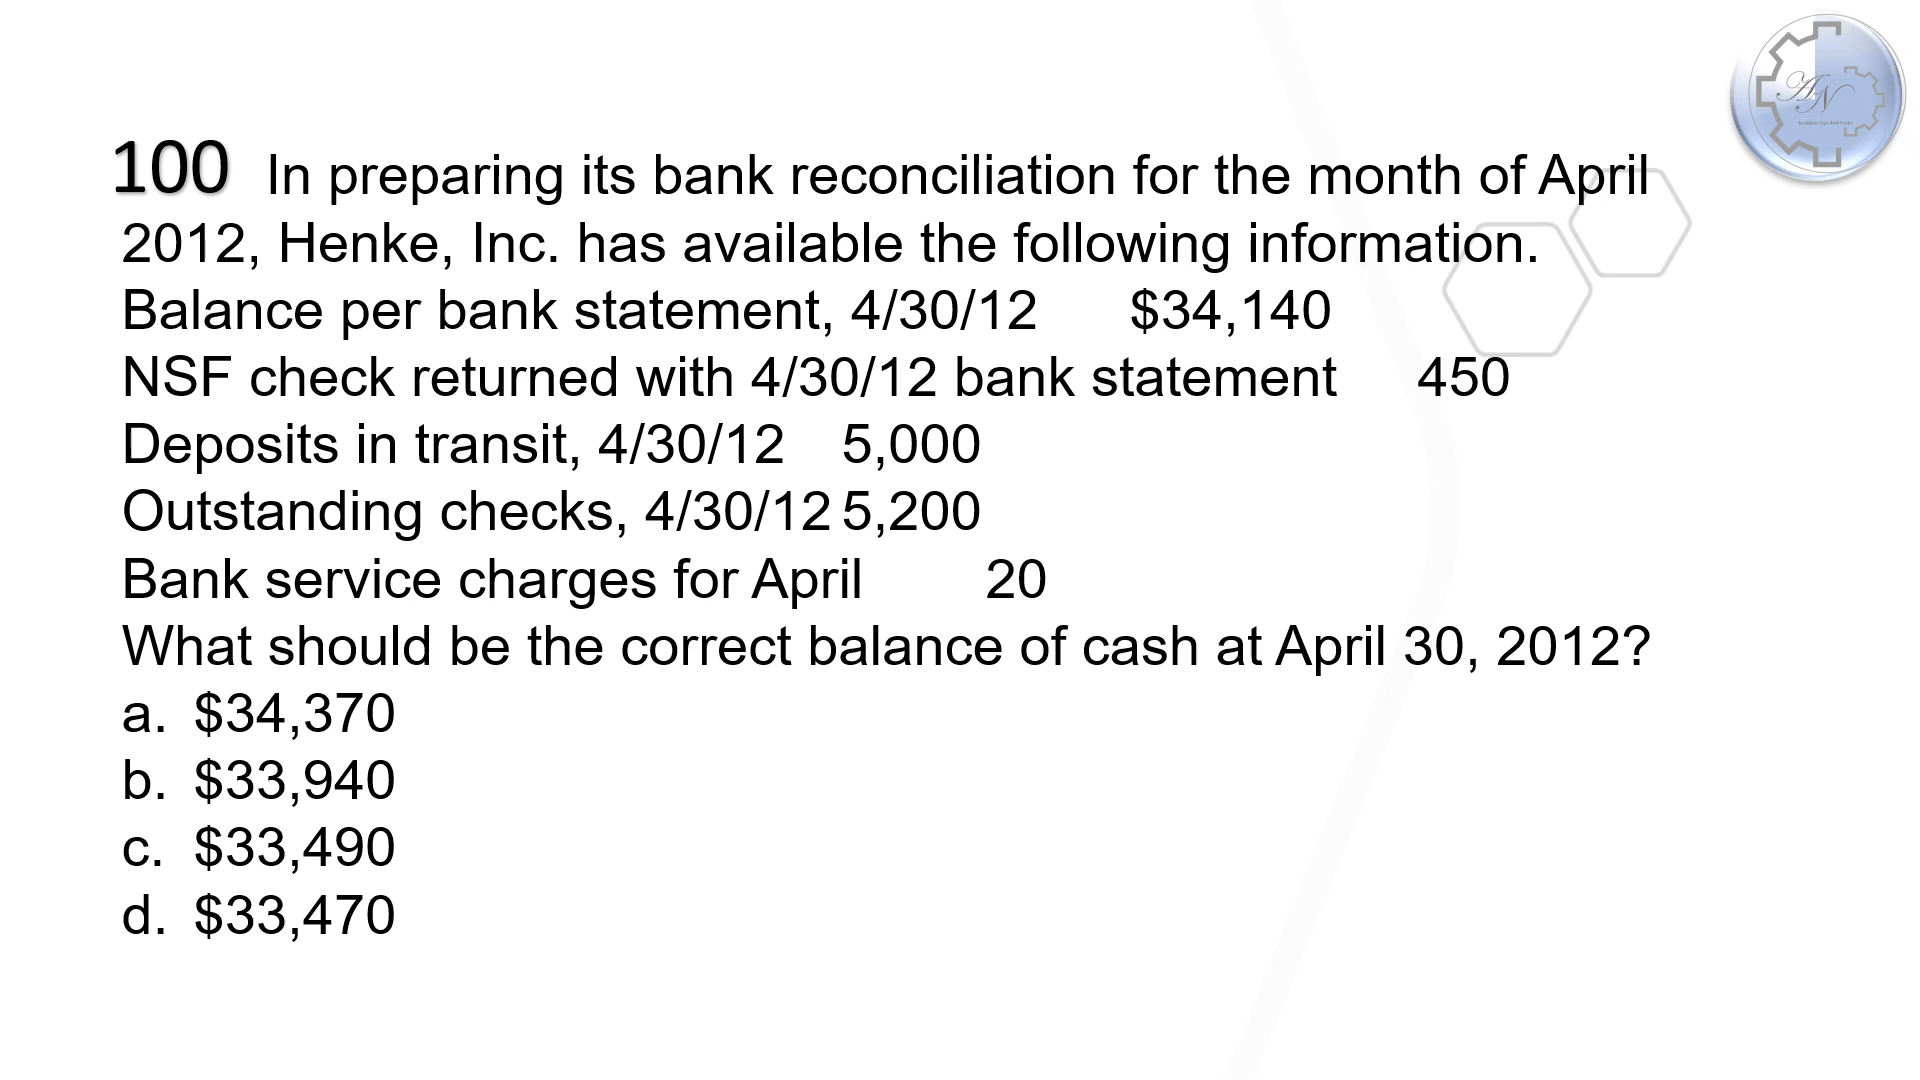 100 In preparing its bank reconciliation for the month of April
2012, Henke, Inc. has available the following information.
Balance per bank statement, 4/30/12 $34,140
NSF check returned with 4/30/12 bank statement 450
Deposits in transit, 4/30/12 5,000
Outstanding checks, 4/30/12 5,200
Bank service charges for April 20
What should be the correct balance of cash at April 30, 2012?
a. $34,370
b. $33,940
c. $33,490
d. $33,470
AN